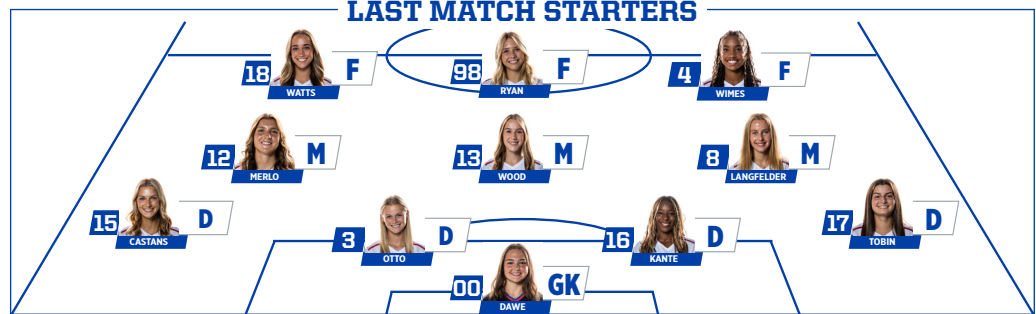 LAST MATCH STARTERS
18 F
WATTS
98 F
RYAN
4 F
WIMES
12 M
MERLO
13 M
WOOD
8 M
LANGFELDER
15 D
CASTANS
3 D
OTTO
16 D
KANTE
17 D
TOBIN
00 GK
DAWE